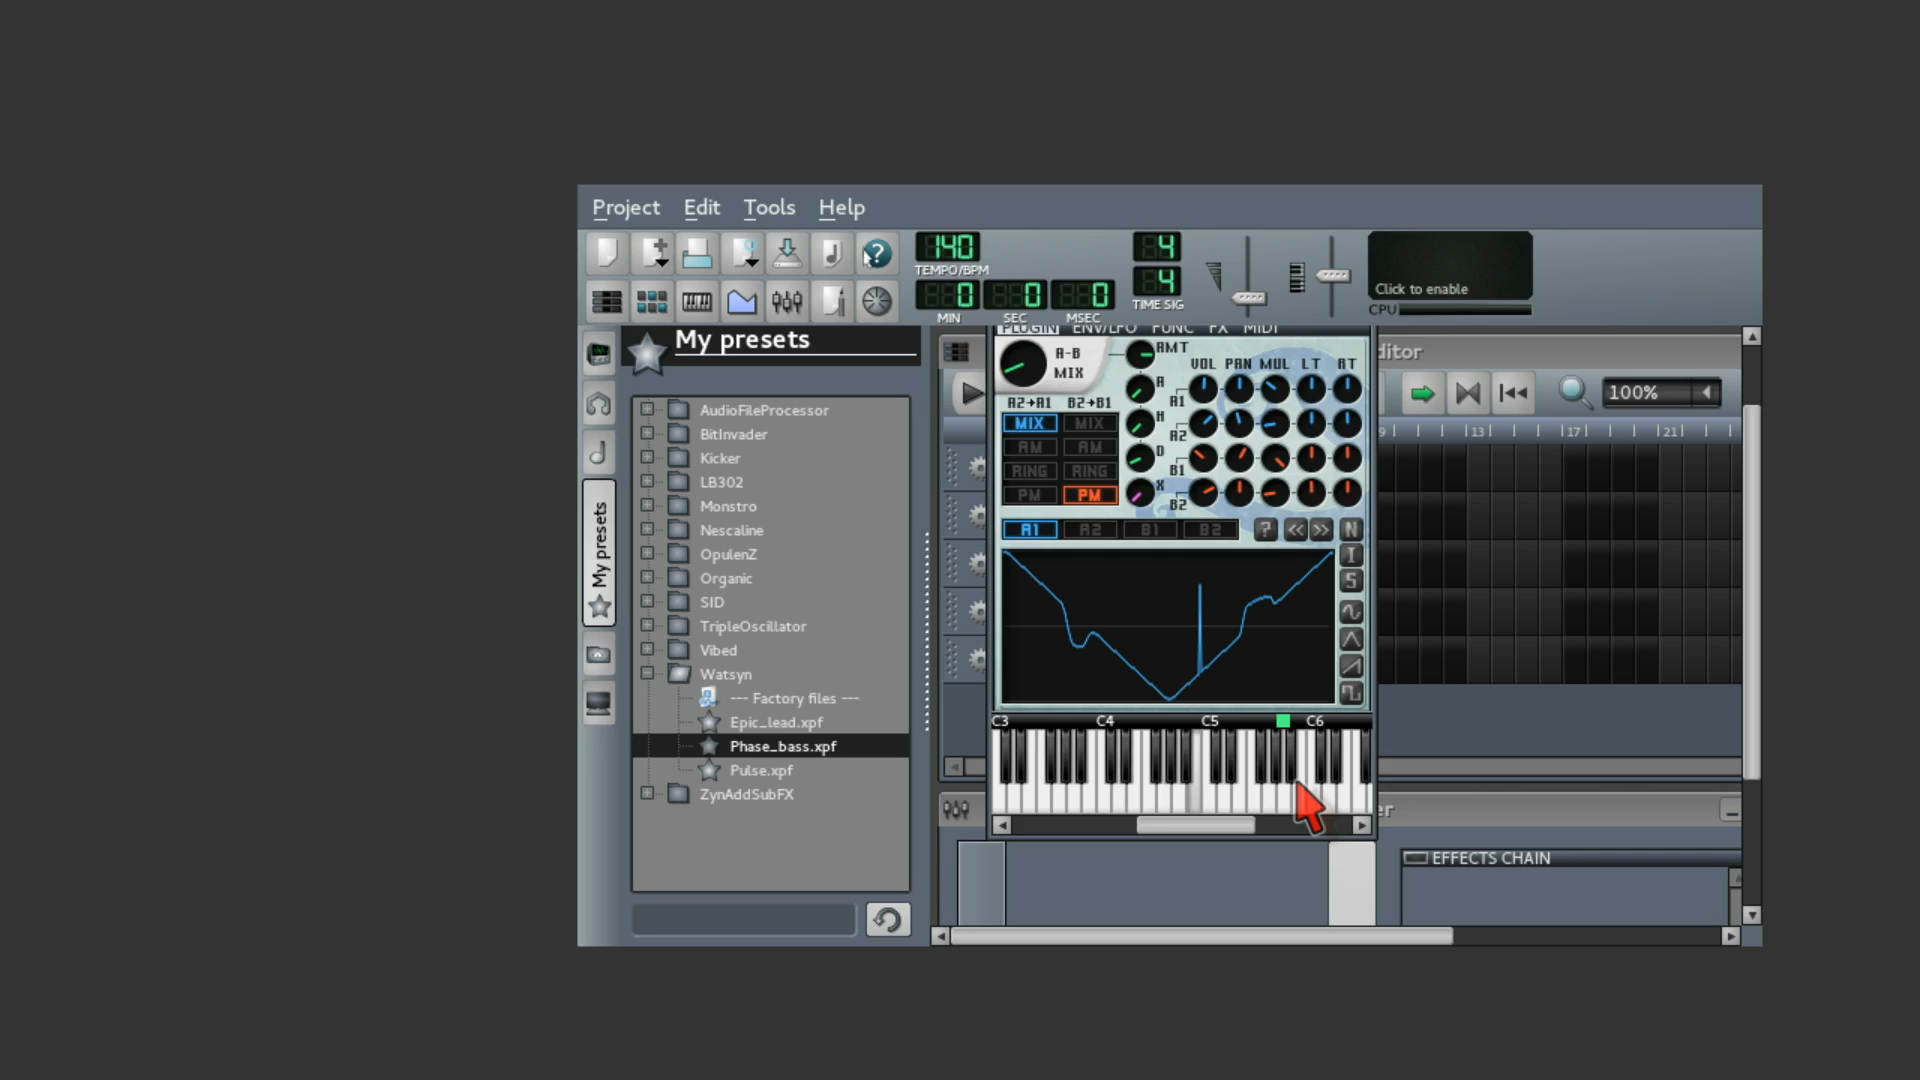 Project Edit Tools Help
140
TEMPO/BPM
0 0 0
MIN SEC MSEC
4
4
TIME SIG
Click to enable
CPU
My presets
My presets
AudioFileProcessor
BitInvader
Kicker
LB302
Monstro
Nescaline
OpulenZ
Organic
SID
TripleOscillator
Vibed
Watsyn
--- Factory files ---
Epic_lead.xpf
Phase_bass.xpf
Pulse.xpf
ZynAddSubFX
PLUGIN ENV/LFO FUNC FX MIDI
A-B
MIX
AMT
A
H
D
X
VOL PAN MUL LT RT
A1
A2
B1
B2
A2→A1 B2→B1
MIX MIX
AM AM
RING RING
PM PM
A1 A2 B1 B2 ? << >> N
I
S
C3 C4 C5 C6
ditor
100%
9 13 17 21
er
EFFECTS CHAIN